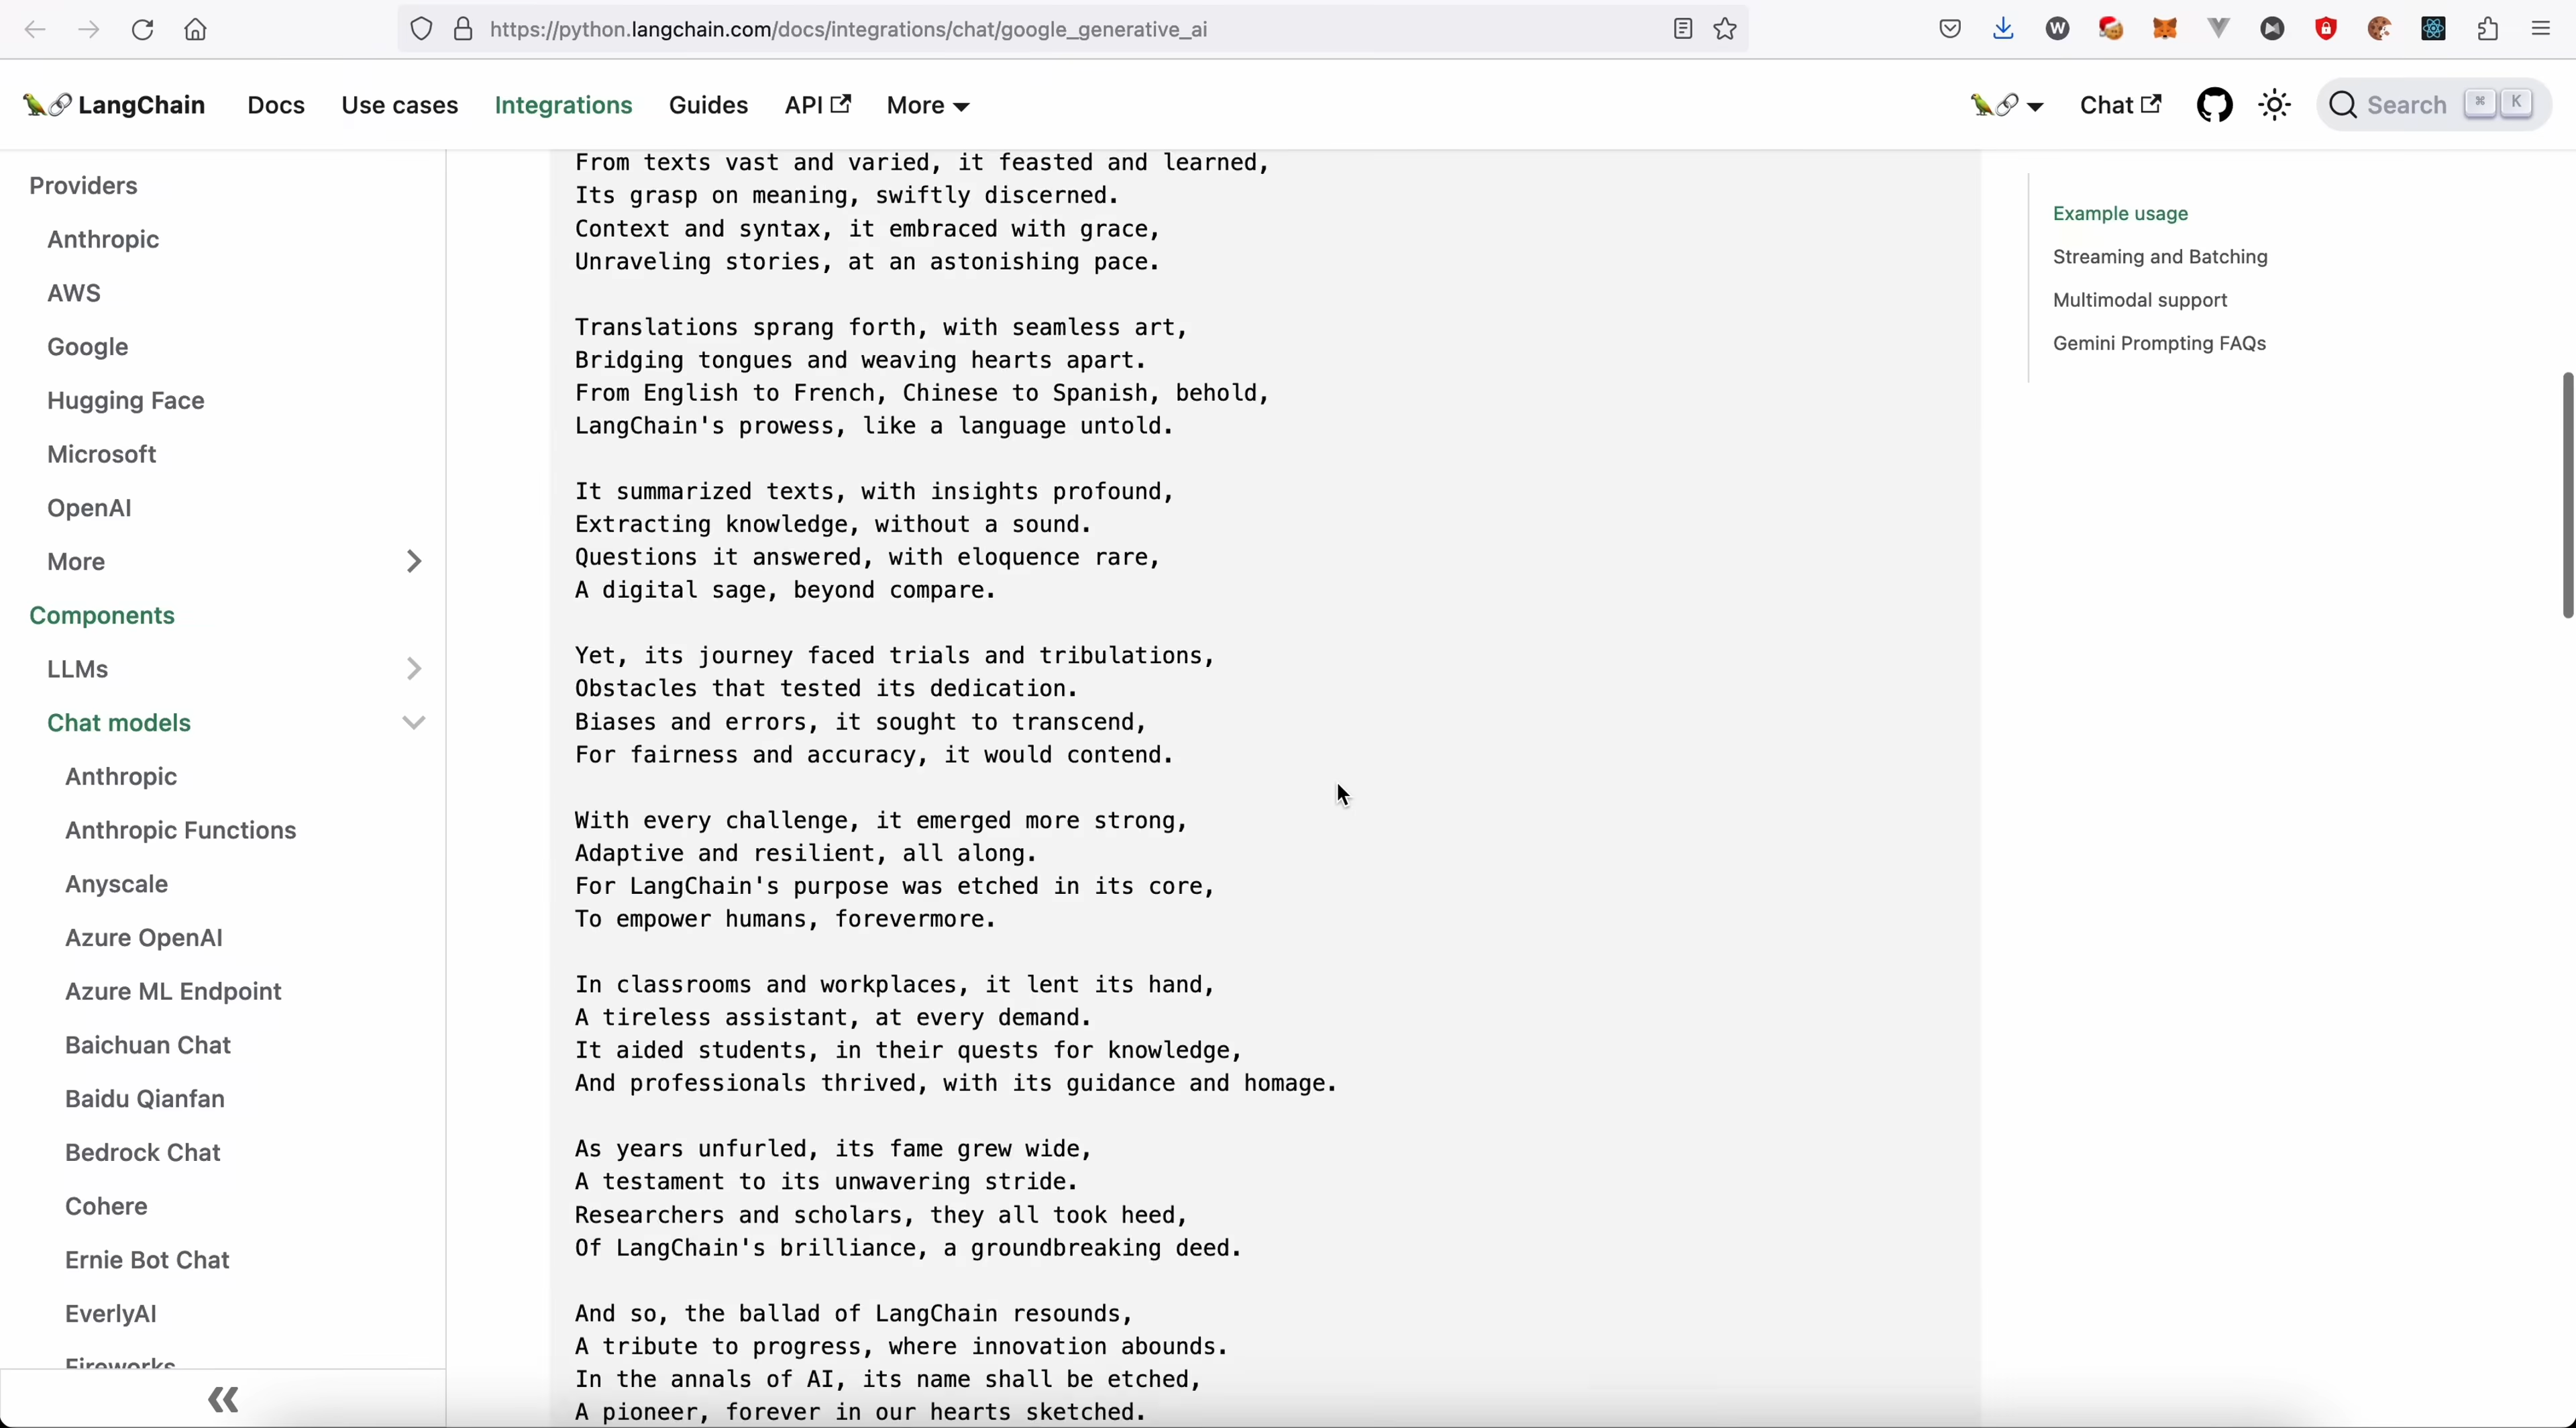 https://python.langchain.com/docs/integrations/chat/google_generative_ai
W
LangChain
Docs
Use cases
Integrations
Guides
API
More
Chat
Search
⌘
K
Providers
Anthropic
AWS
Google
Hugging Face
Microsoft
OpenAI
More
Components
LLMs
Chat models
Anthropic
Anthropic Functions
Anyscale
Azure OpenAI
Azure ML Endpoint
Baichuan Chat
Baidu Qianfan
Bedrock Chat
Cohere
Ernie Bot Chat
EverlyAI
Fireworks
From texts vast and varied, it feasted and learned,
Its grasp on meaning, swiftly discerned.
Context and syntax, it embraced with grace,
Unraveling stories, at an astonishing pace.
Translations sprang forth, with seamless art,
Bridging tongues and weaving hearts apart.
From English to French, Chinese to Spanish, behold,
LangChain's prowess, like a language untold.
It summarized texts, with insights profound,
Extracting knowledge, without a sound.
Questions it answered, with eloquence rare,
A digital sage, beyond compare.
Yet, its journey faced trials and tribulations,
Obstacles that tested its dedication.
Biases and errors, it sought to transcend,
For fairness and accuracy, it would contend.
With every challenge, it emerged more strong,
Adaptive and resilient, all along.
For LangChain's purpose was etched in its core,
To empower humans, forevermore.
In classrooms and workplaces, it lent its hand,
A tireless assistant, at every demand.
It aided students, in their quests for knowledge,
And professionals thrived, with its guidance and homage.
As years unfurled, its fame grew wide,
A testament to its unwavering stride.
Researchers and scholars, they all took heed,
Of LangChain's brilliance, a groundbreaking deed.
And so, the ballad of LangChain resounds,
A tribute to progress, where innovation abounds.
In the annals of AI, its name shall be etched,
A pioneer, forever in our hearts sketched.
Example usage
Streaming and Batching
Multimodal support
Gemini Prompting FAQs